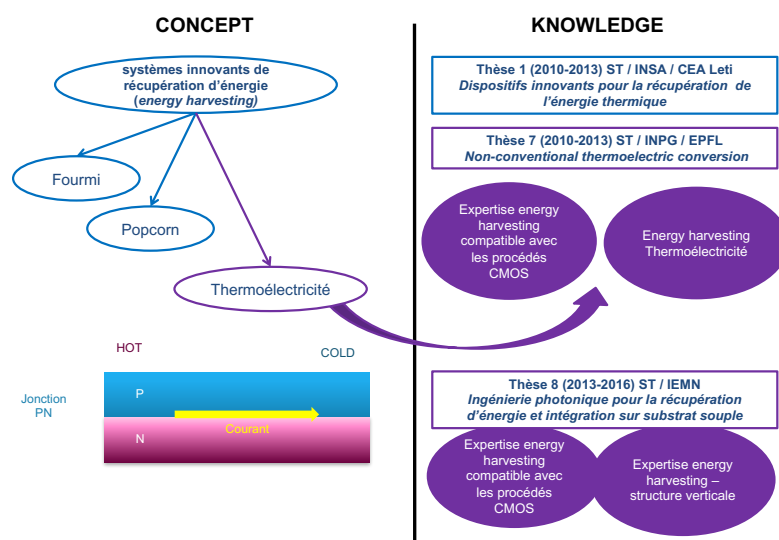 CONCEPT
systèmes innovants de
récupération d'énergie
(energy harvesting)
Fourmi
Popcorn
Thermoélectricité
HOT
COLD
Jonction
PN
P
Courant
N
KNOWLEDGE
Thèse 1 (2010-2013) ST / INSA / CEA Leti
Dispositifs innovants pour la récupération de
l'énergie thermique
Thèse 7 (2010-2013) ST / INPG / EPFL
Non-conventional thermoelectric conversion
Expertise energy
harvesting
compatible avec
les procédés
CMOS
Energy harvesting
Thermoélectricité
Thèse 8 (2013-2016) ST / IEMN
Ingénierie photonique pour la récupération
d'énergie et intégration sur substrat souple
Expertise energy
harvesting
compatible avec
les procédés
CMOS
Expertise energy
harvesting –
structure verticale